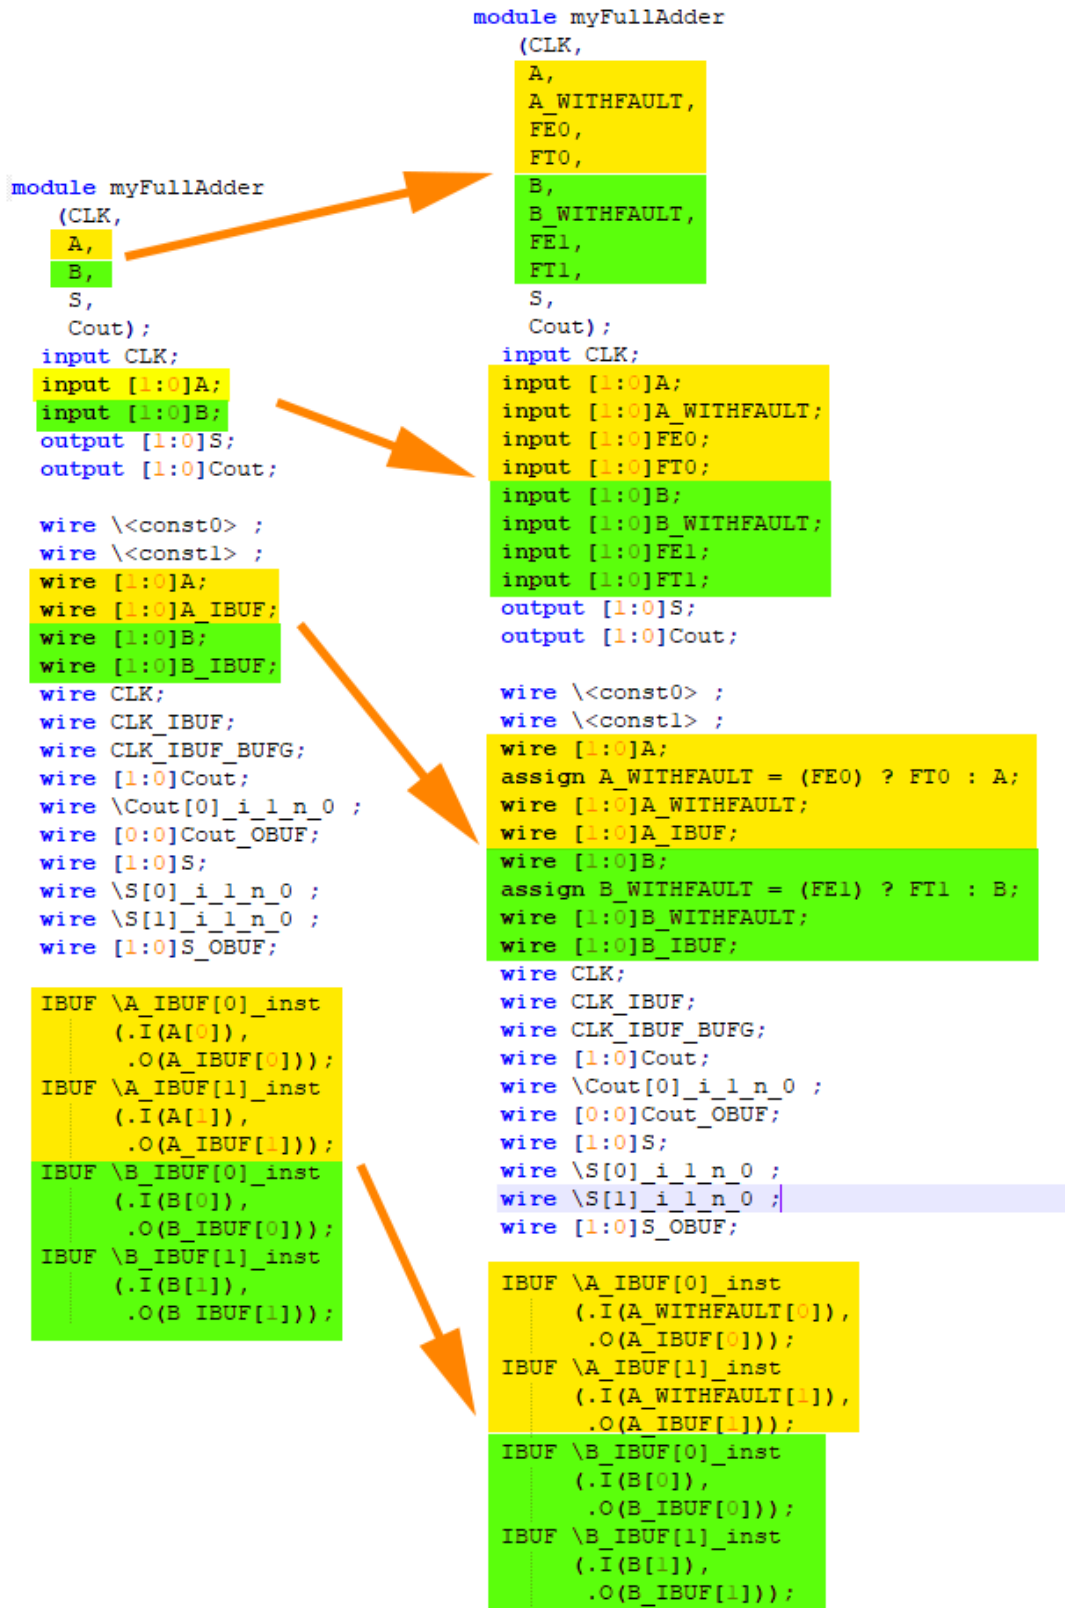 module myFullAdder
(CLK,
A,
B,
S,
Cout);
input CLK;
input [1:0]A;
input [1:0]B;
output [1:0]S;
output [1:0]Cout;
wire \<const0> ;
wire \<const1> ;
wire [1:0]A;
wire [1:0]A_IBUF;
wire [1:0]B;
wire [1:0]B_IBUF;
wire CLK;
wire CLK_IBUF;
wire CLK_IBUF_BUFG;
wire [1:0]Cout;
wire \Cout[0]_i_1_n_0 ;
wire [0:0]Cout_OBUF;
wire [1:0]S;
wire \S[0]_i_1_n_0 ;
wire \S[1]_i_1_n_0 ;
wire [1:0]S_OBUF;
IBUF \A_IBUF[0]_inst
(.I(A[0]),
.O(A_IBUF[0]));
IBUF \A_IBUF[1]_inst
(.I(A[1]),
.O(A_IBUF[1]));
IBUF \B_IBUF[0]_inst
(.I(B[0]),
.O(B_IBUF[0]));
IBUF \B_IBUF[1]_inst
(.I(B[1]),
.O(B_IBUF[1]));
module myFullAdder
(CLK,
A,
A_WITHFAULT,
FE0,
FT0,
B,
B_WITHFAULT,
FE1,
FT1,
S,
Cout);
input CLK;
input [1:0]A;
input [1:0]A_WITHFAULT;
input [1:0]FE0;
input [1:0]FT0;
input [1:0]B;
input [1:0]B_WITHFAULT;
input [1:0]FE1;
input [1:0]FT1;
output [1:0]S;
output [1:0]Cout;
wire \<const0> ;
wire \<const1> ;
wire [1:0]A;
assign A_WITHFAULT = (FE0) ? FT0 : A;
wire [1:0]A_WITHFAULT;
wire [1:0]A_IBUF;
wire [1:0]B;
assign B_WITHFAULT = (FE1) ? FT1 : B;
wire [1:0]B_WITHFAULT;
wire [1:0]B_IBUF;
wire CLK;
wire CLK_IBUF;
wire CLK_IBUF_BUFG;
wire [1:0]Cout;
wire \Cout[0]_i_1_n_0 ;
wire [0:0]Cout_OBUF;
wire [1:0]S;
wire \S[0]_i_1_n_0 ;
wire \S[1]_i_1_n_0 ;
wire [1:0]S_OBUF;
IBUF \A_IBUF[0]_inst
(.I(A_WITHFAULT[0]),
.O(A_IBUF[0]));
IBUF \A_IBUF[1]_inst
(.I(A_WITHFAULT[1]),
.O(A_IBUF[1]));
IBUF \B_IBUF[0]_inst
(.I(B[0]),
.O(B_IBUF[0]));
IBUF \B_IBUF[1]_inst
(.I(B[1]),
.O(B_IBUF[1]));